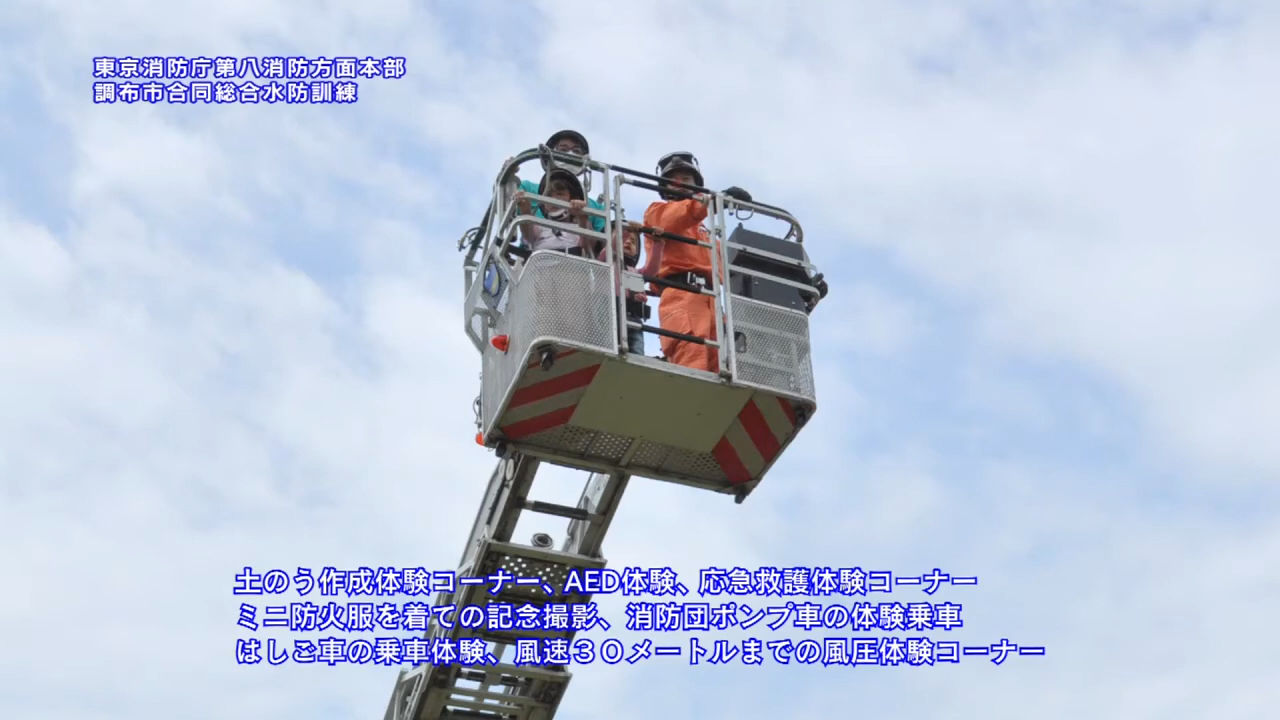 東京消防庁第八消防方面本部
調布市合同総合水防訓練
土のう作成体験コーナー、AED体験、応急救護体験コーナー
ミニ防火服を着ての記念撮影、消防団ポンプ車の体験乗車
はしご車の乗車体験、風速３０メートルまでの風圧体験コーナー